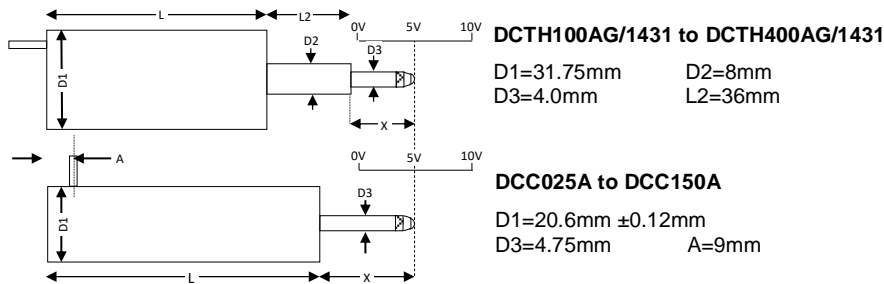 L
L2
0V 5V 10V
D2
D3
D1
X
DCTH100AG/1431 to DCTH400AG/1431
D1=31.75mm D2=8mm
D3=4.0mm L2=36mm
A
0V 5V 10V
D3
D1
L
X
DCC025A to DCC150A
D1=20.6mm ±0.12mm
D3=4.75mm A=9mm